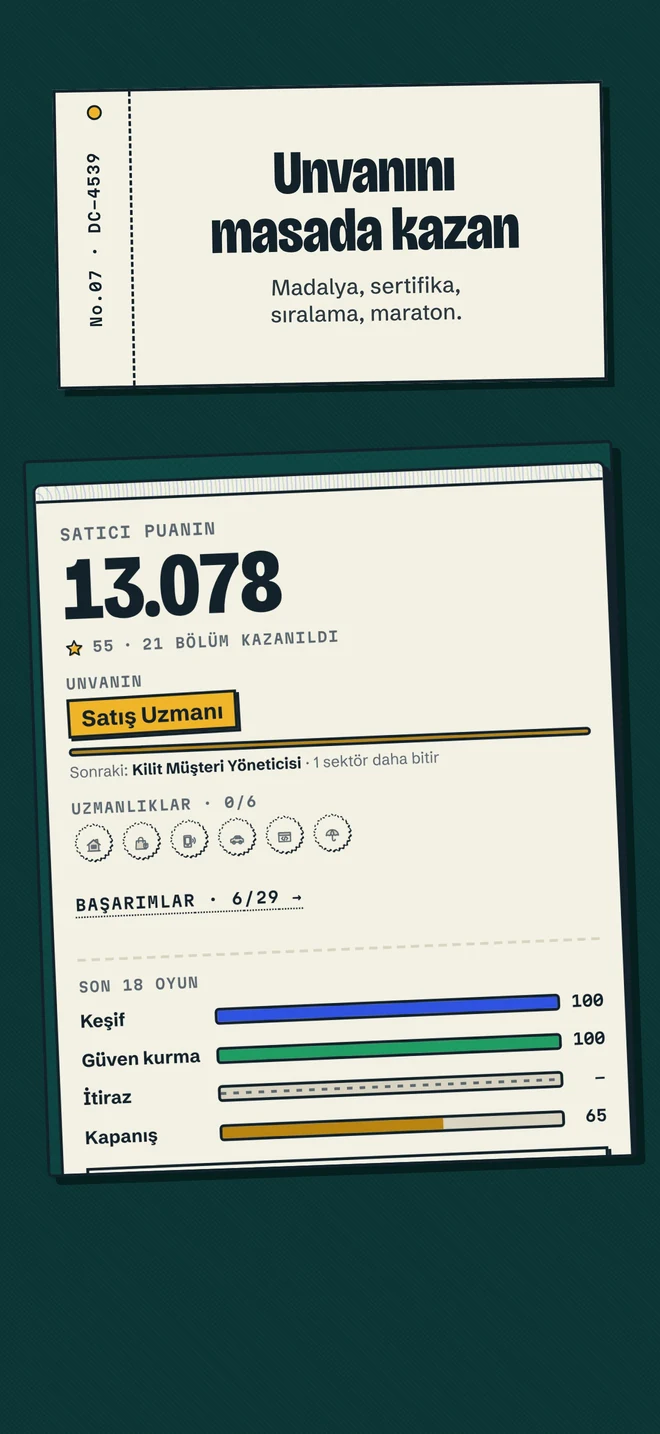 No.07 · DC-4539
Unvanını
masada kazan
Madalya, sertifika,
sıralama, maraton.
SATICI PUANIN
13.078
55 · 21 BÖLÜM KAZANILDI
UNVANIN
Satış Uzmanı
Sonraki: Kilit Müşteri Yöneticisi · 1 sektör daha bitir
UZMANLIKLAR · 0/6
BAŞARIMLAR · 6/29 →
SON 18 OYUN
Keşif 100
Güven kurma 100
İtiraz –
Kapanış 65